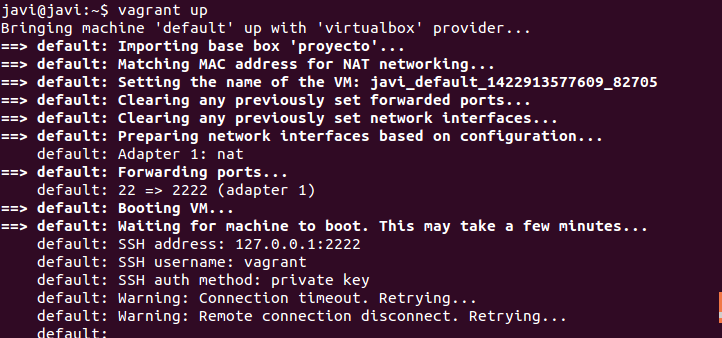 javi@javi:~$ vagrant up
Bringing machine 'default' up with 'virtualbox' provider...
==> default: Importing base box 'proyecto'...
==> default: Matching MAC address for NAT networking...
==> default: Setting the name of the VM: javi_default_1422913577609_82705
==> default: Clearing any previously set forwarded ports...
==> default: Clearing any previously set network interfaces...
==> default: Preparing network interfaces based on configuration...
    default: Adapter 1: nat
==> default: Forwarding ports...
    default: 22 => 2222 (adapter 1)
==> default: Booting VM...
==> default: Waiting for machine to boot. This may take a few minutes...
    default: SSH address: 127.0.0.1:2222
    default: SSH username: vagrant
    default: SSH auth method: private key
    default: Warning: Connection timeout. Retrying...
    default: Warning: Remote connection disconnect. Retrying...
    default: